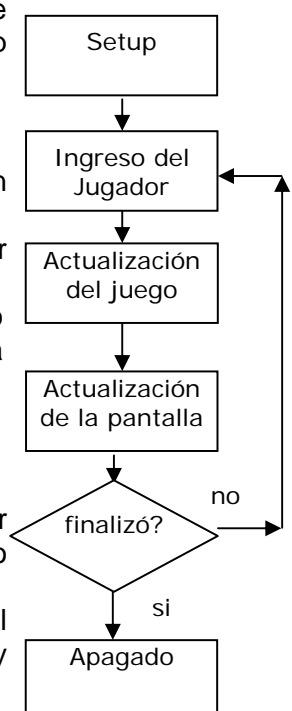 Setup
Ingreso del
Jugador
Actualización
del juego
Actualización
de la pantalla
finalizó?
no
si
Apagado